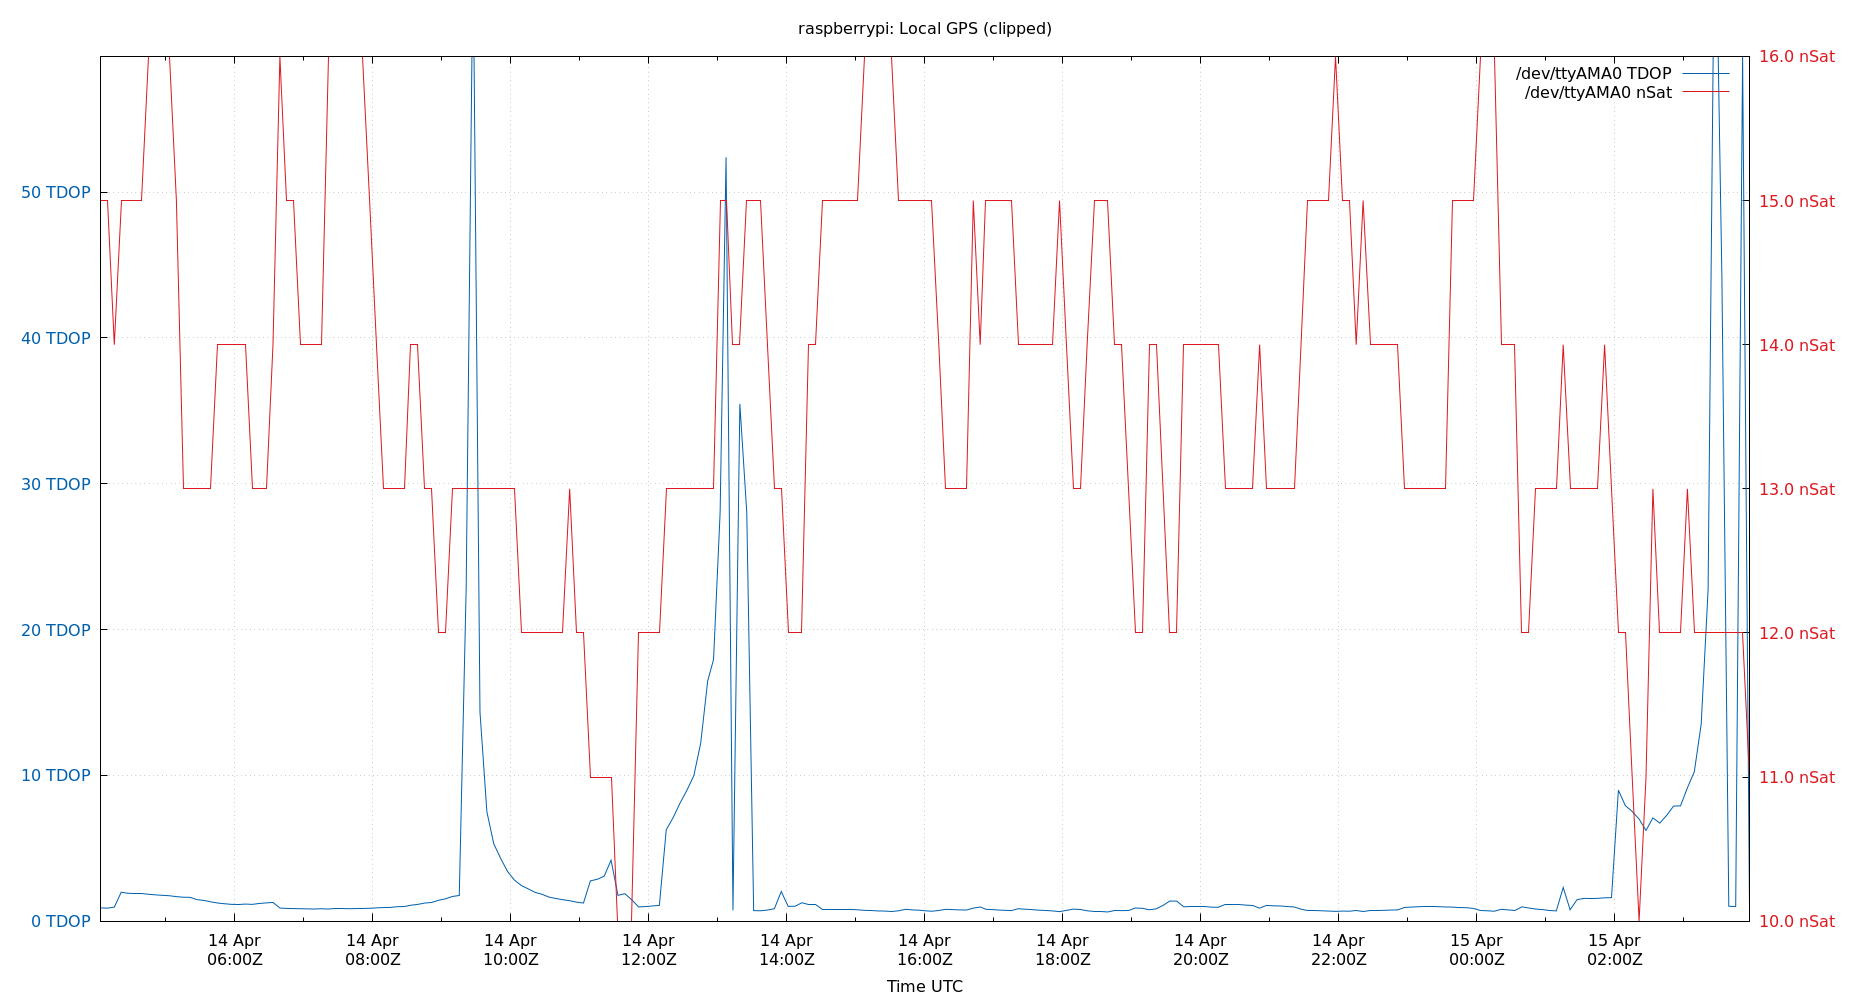 raspberrypi: Local GPS (clipped)
/dev/ttyAMA0 TDOP
/dev/ttyAMA0 nSat
50 TDOP
40 TDOP
30 TDOP
20 TDOP
10 TDOP
0 TDOP
16.0 nSat
15.0 nSat
14.0 nSat
13.0 nSat
12.0 nSat
11.0 nSat
10.0 nSat
14 Apr
06:00Z
14 Apr
08:00Z
14 Apr
10:00Z
14 Apr
12:00Z
14 Apr
14:00Z
14 Apr
16:00Z
14 Apr
18:00Z
14 Apr
20:00Z
14 Apr
22:00Z
15 Apr
00:00Z
15 Apr
02:00Z
Time UTC